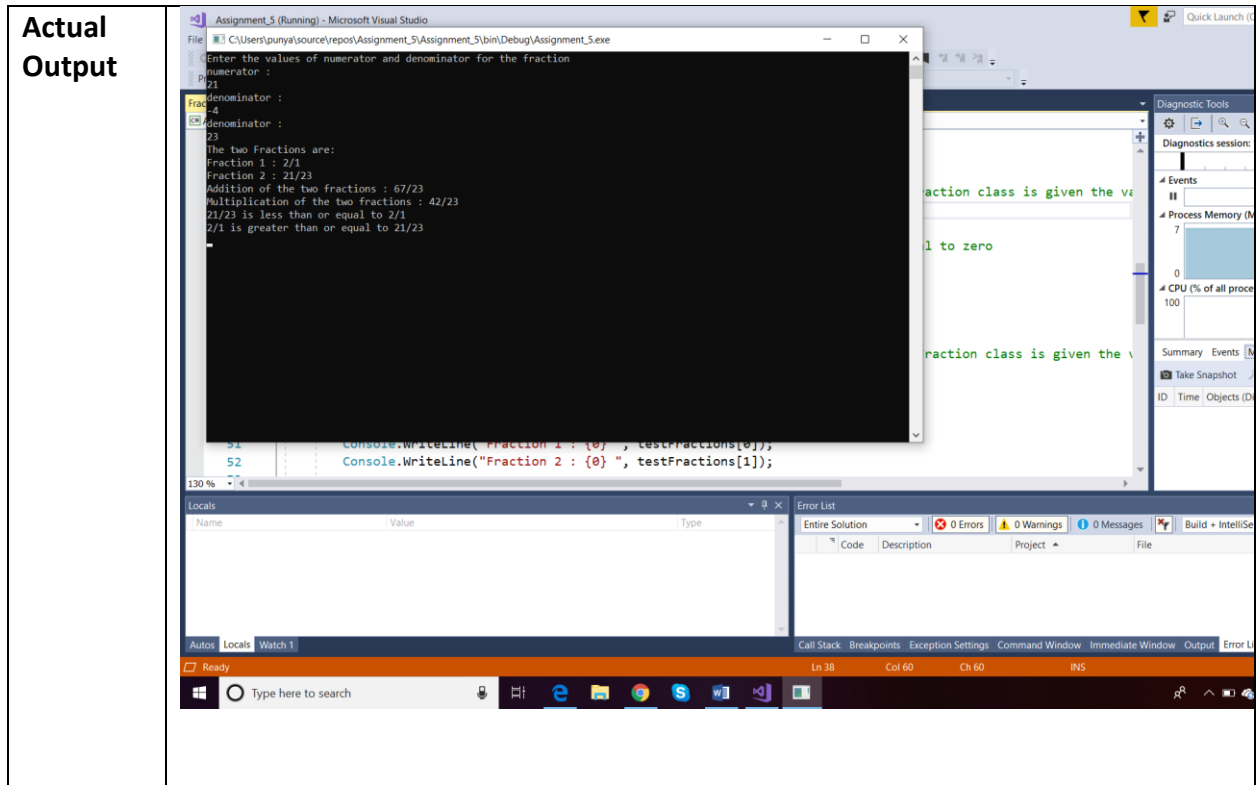 Actual
Output
Assignment_5 (Running) - Microsoft Visual Studio
Quick Launch (C
File
C:\Users\punya\source\repos\Assignment_5\Assignment_5\bin\Debug\Assignment_5.exe
Enter the values of numerator and denominator for the fraction
numerator :
21
denominator :
-4
denominator :
23
The two Fractions are:
Fraction 1 : 2/1
Fraction 2 : 21/23
Addition of the two fractions : 67/23
Multiplication of the two fractions : 42/23
21/23 is less than or equal to 2/1
2/1 is greater than or equal to 21/23
Frac
action class is given the va
l to zero
raction class is given the v
51 Console.WriteLine("Fraction 1 : {0} ", testFractions[0]);
52 Console.WriteLine("Fraction 2 : {0} ", testFractions[1]);
130 %
Diagnostic Tools
Diagnostics session:
Events
Process Memory (M
7
0
CPU (% of all proce
100
Summary Events M
Take Snapshot
ID Time Objects (Di
Locals
Name Value Type
Autos Locals Watch 1
Error List
Entire Solution 0 Errors 0 Warnings 0 Messages Build + IntelliSe
Code Description Project File
Call Stack Breakpoints Exception Settings Command Window Immediate Window Output Error Li
Ready Ln 38 Col 60 Ch 60 INS
Type here to search